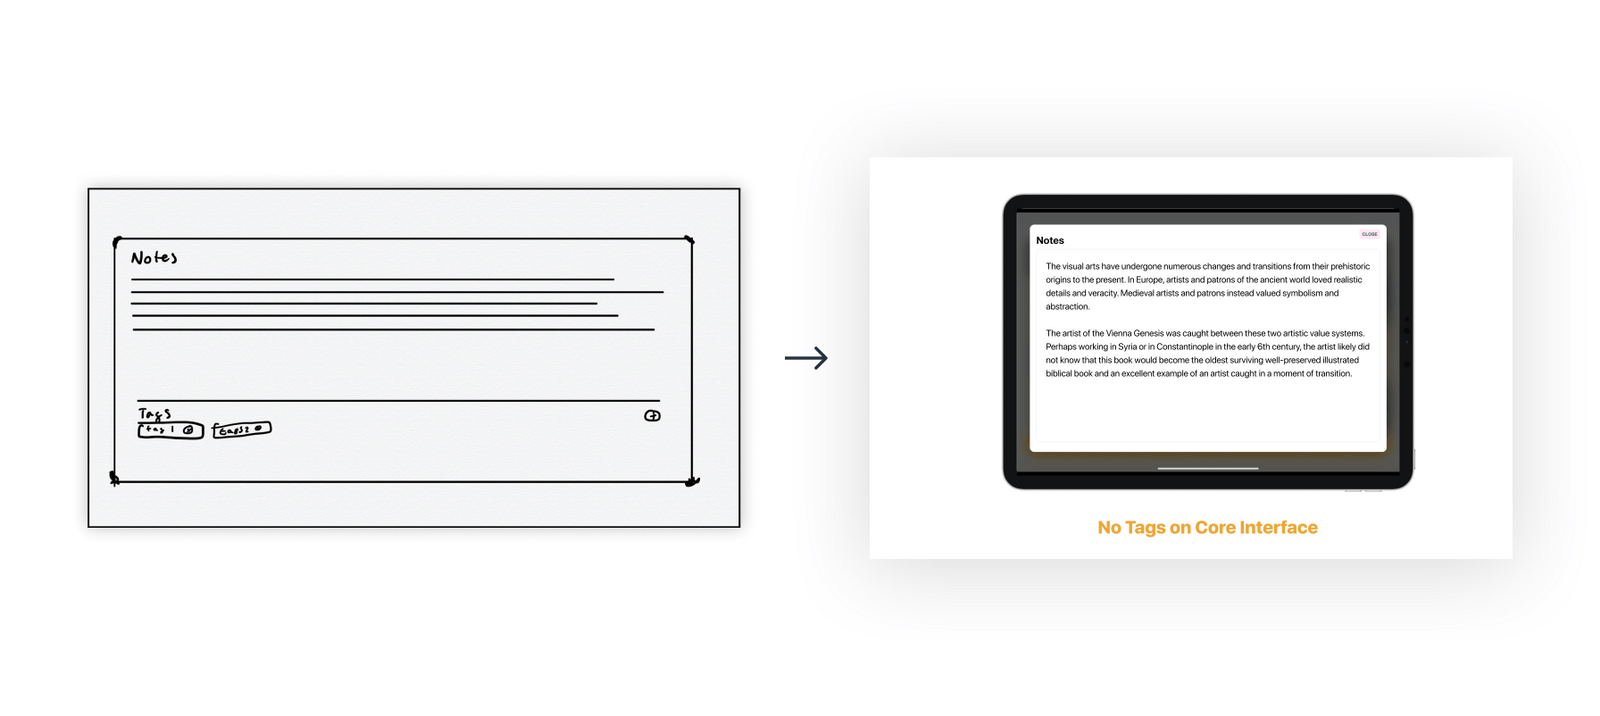 Notes
Tags
tag 1
tags2
Notes
CLOSE
The visual arts have undergone numerous changes and transitions from their prehistoric
origins to the present. In Europe, artists and patrons of the ancient world loved realistic
details and veracity. Medieval artists and patrons instead valued symbolism and
abstraction.
The artist of the Vienna Genesis was caught between these two artistic value systems.
Perhaps working in Syria or in Constantinople in the early 6th century, the artist likely did
not know that this book would become the oldest surviving well-preserved illustrated
biblical book and an excellent example of an artist caught in a moment of transition.
No Tags on Core Interface